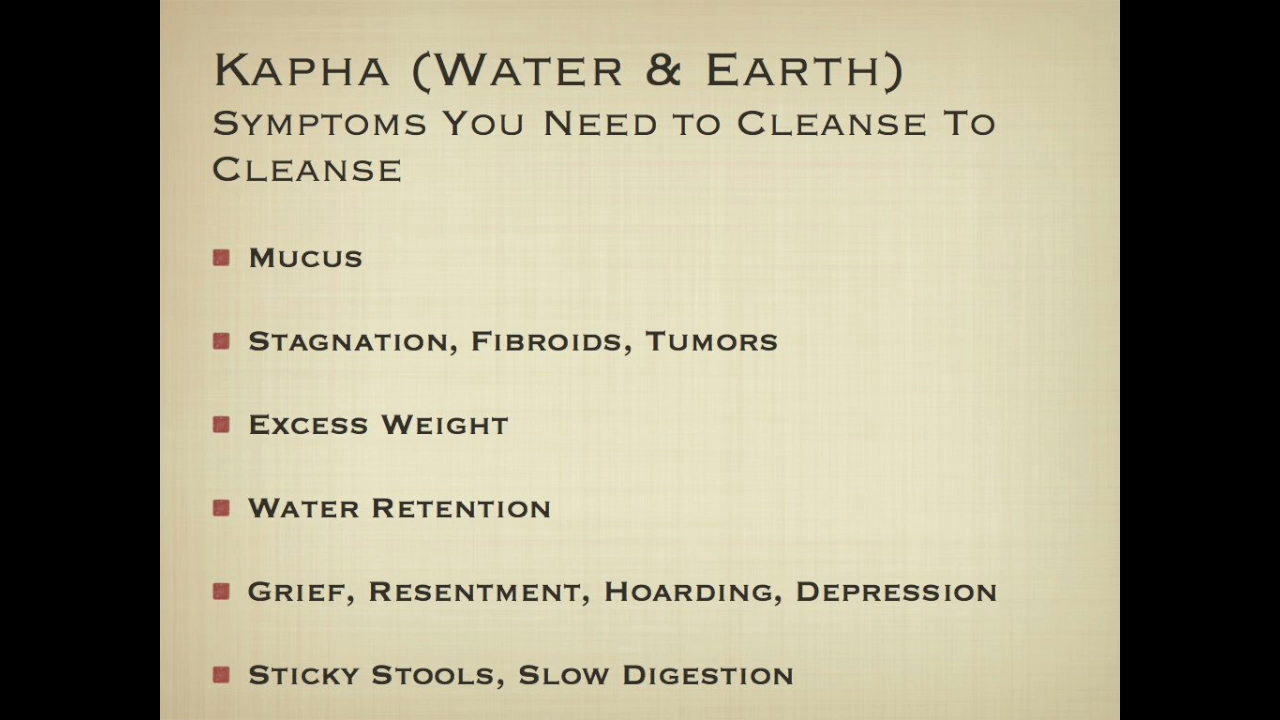 Kapha (Water & Earth)
Symptoms You Need to Cleanse To
Cleanse
Mucus
Stagnation, Fibroids, Tumors
Excess Weight
Water Retention
Grief, Resentment, Hoarding, Depression
Sticky Stools, Slow Digestion